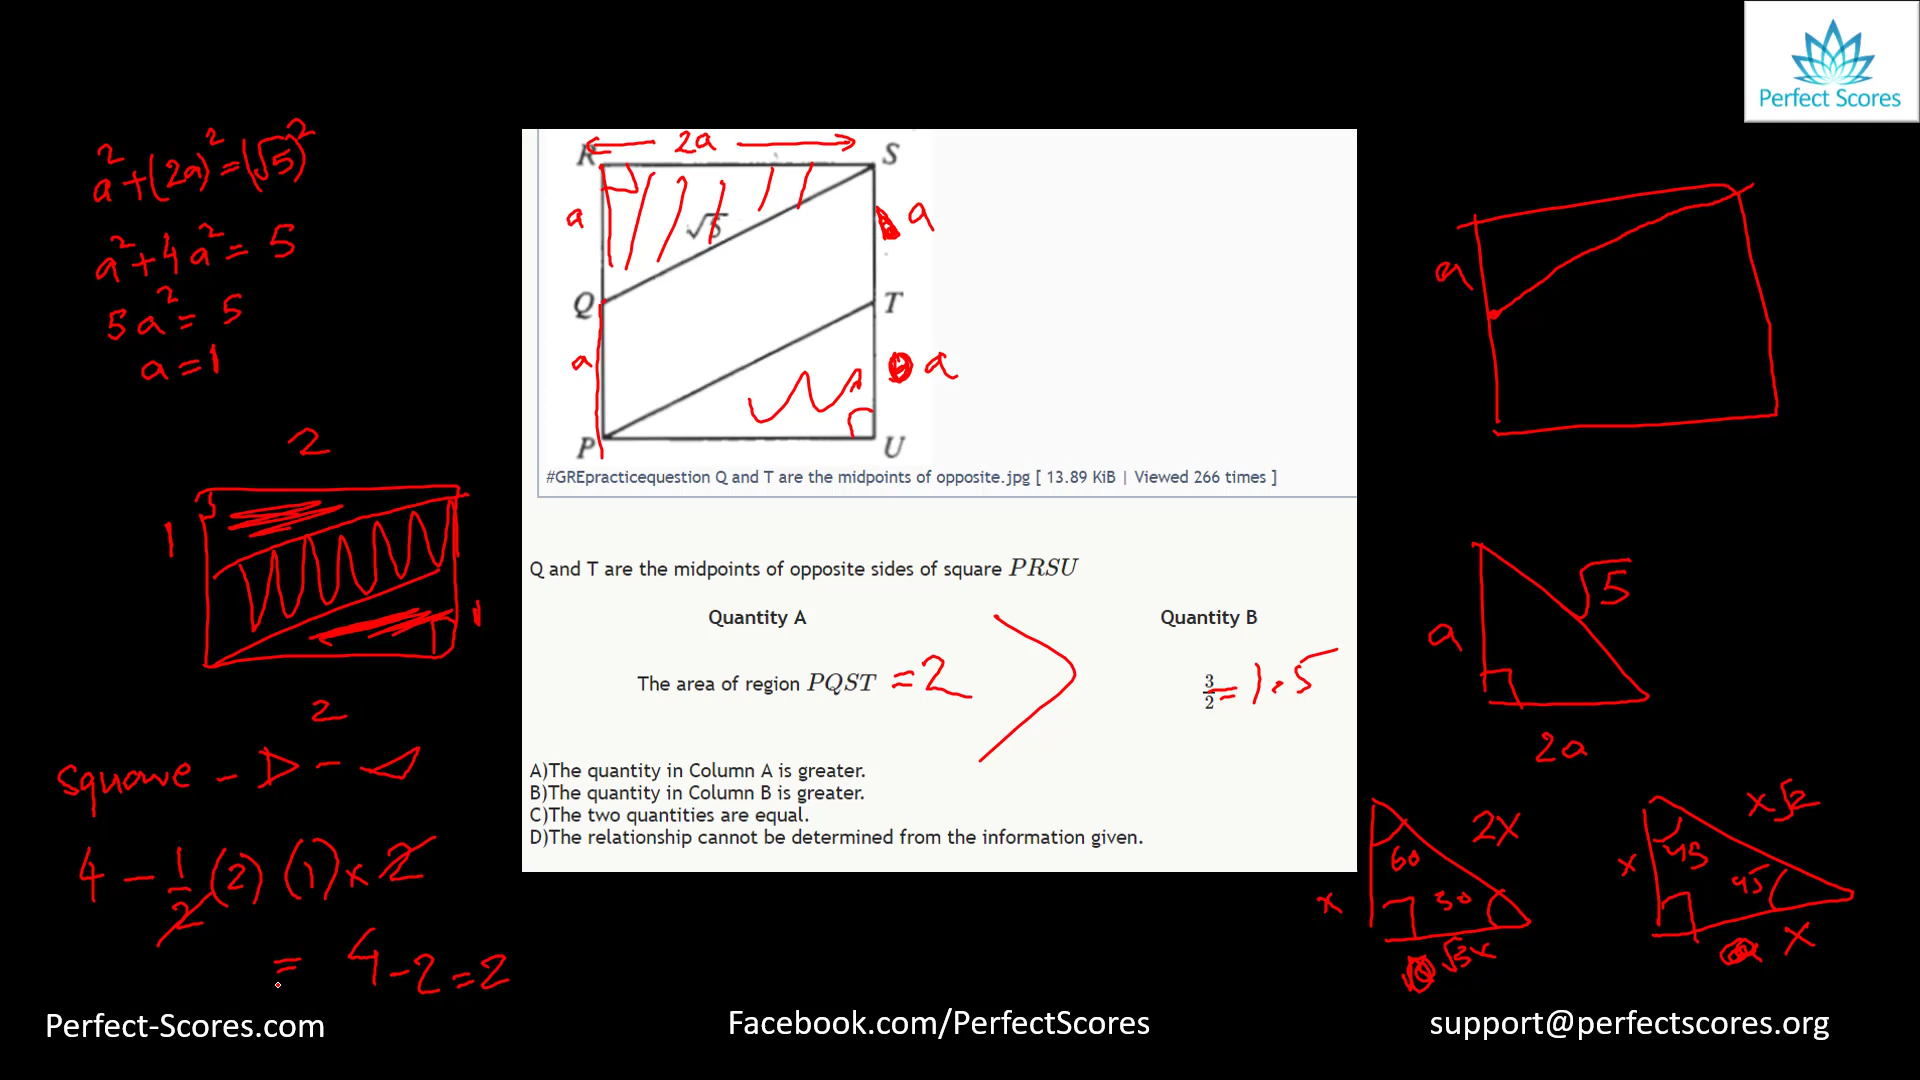 Perfect Scores
a² + (2a)² = (√5)²
a² + 4a² = 5
5a² = 5
a = 1
2
1
1
2
square - ▷ - ◁
4 - 1/2 (2) (1) x 2
= 4 - 2 = 2
2a
R S
a √5 a
Q T
a a
P U
#GREpracticequestion Q and T are the midpoints of opposite.jpg [ 13.89 KiB | Viewed 266 times ]
Q and T are the midpoints of opposite sides of square PRSU
Quantity A Quantity B
The area of region PQST = 2 > 3/2 = 1.5
A)The quantity in Column A is greater.
B)The quantity in Column B is greater.
C)The two quantities are equal.
D)The relationship cannot be determined from the information given.
a
√5
a
2a
2x
60
x 30
√3x
x√2
x 45 45
x
Perfect-Scores.com Facebook.com/PerfectScores support@perfectscores.org